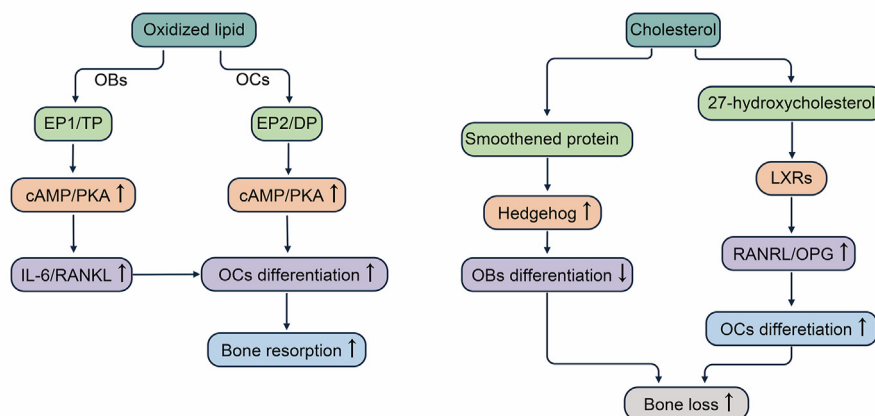 Oxidized lipid
OBs
OCs
EP1/TP
EP2/DP
cAMP/PKA ↑
cAMP/PKA ↑
IL-6/RANKL ↑
OCs differentiation ↑
Bone resorption ↑
Cholesterol
27-hydroxycholesterol
Smoothened protein
LXRs
Hedgehog ↑
RANRL/OPG ↑
OBs differentiation ↓
OCs differetiation ↑
Bone loss ↑